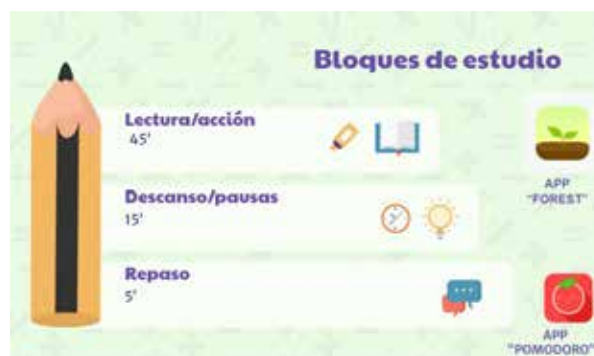 Bloques de estudio
Lectura/acción
45'
Descanso/pausas
15'
Repaso
5'
APP
"FOREST"
APP
"POMODORO"